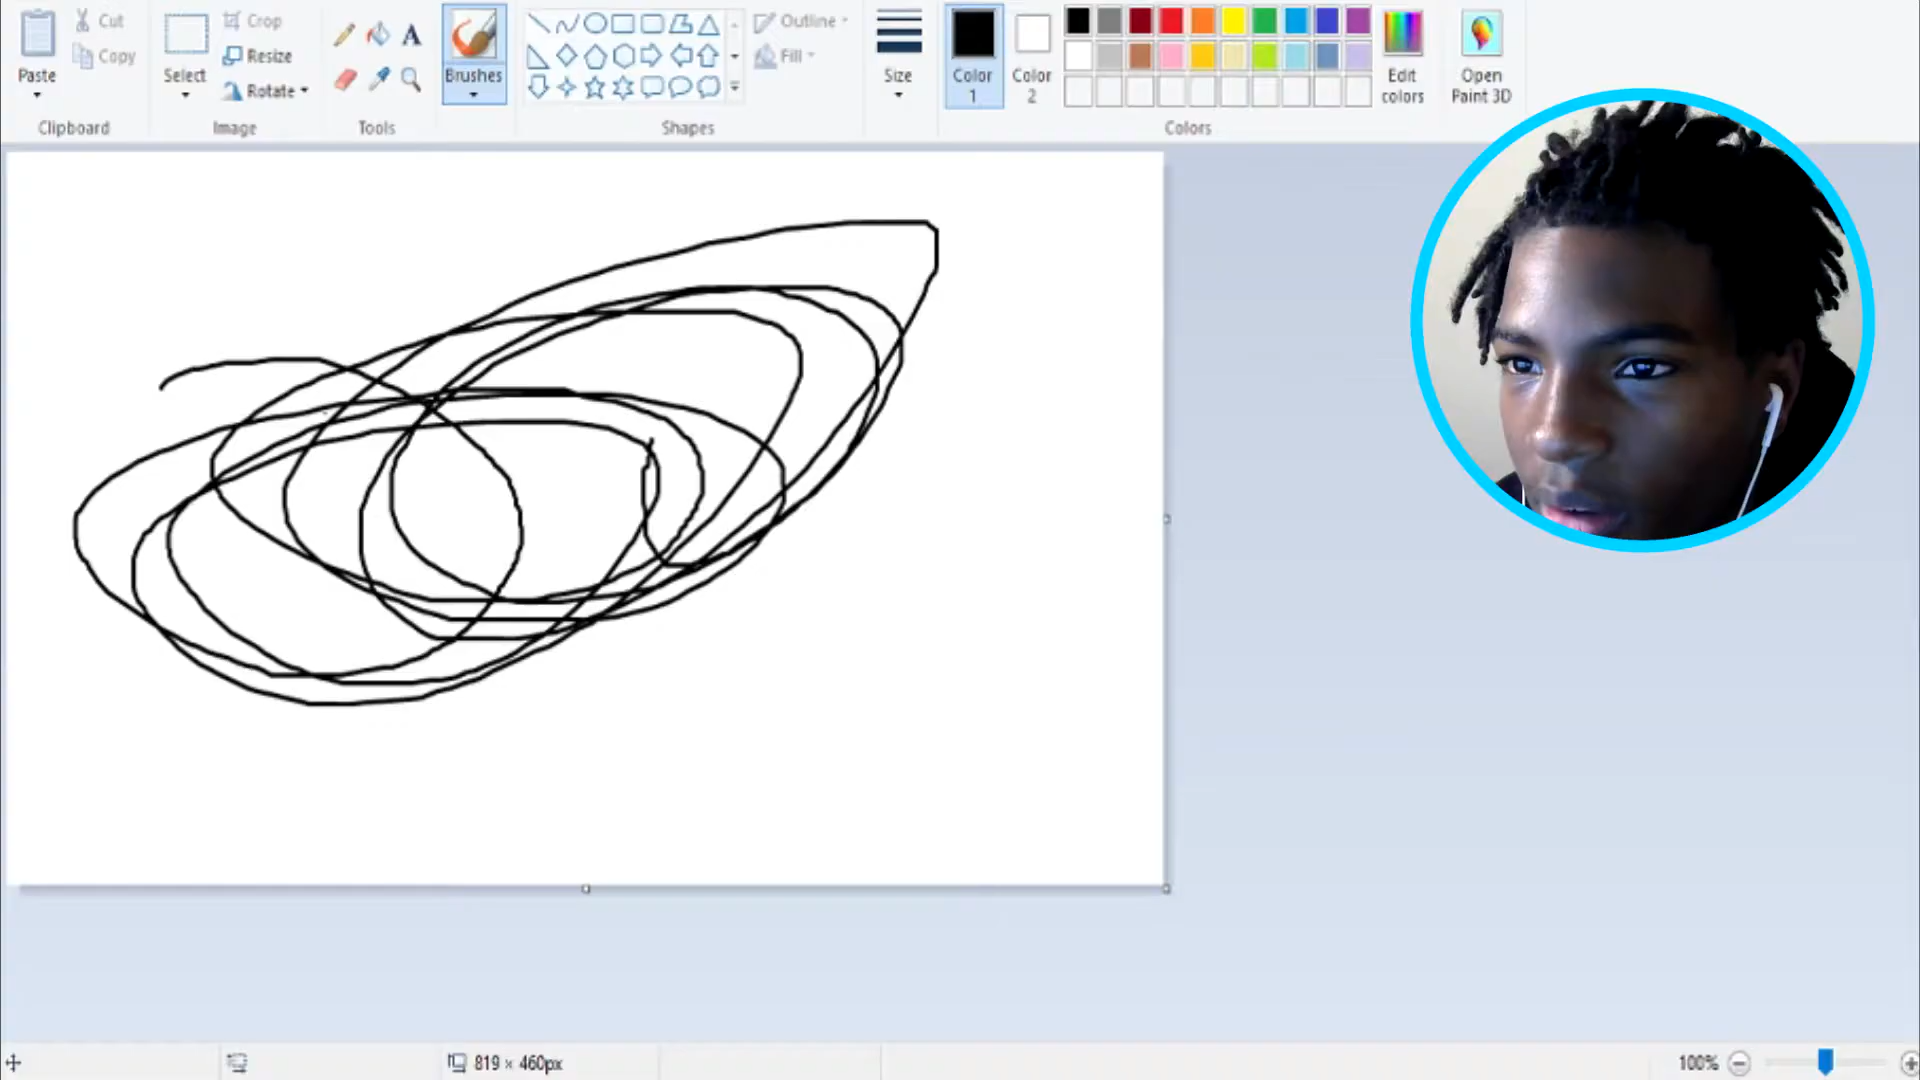 Cut Crop Outline
Copy Resize Fill
Paste Select Rotate Brushes Size Color 1 Color 2 Edit colors Open Paint 3D
Clipboard Image Tools Shapes Colors
A
819 × 460px 100%